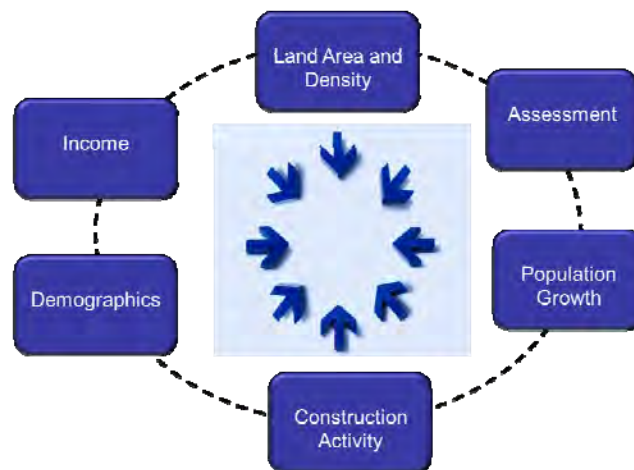 Land Area and
Density
Assessment
Population
Growth
Construction
Activity
Demographics
Income